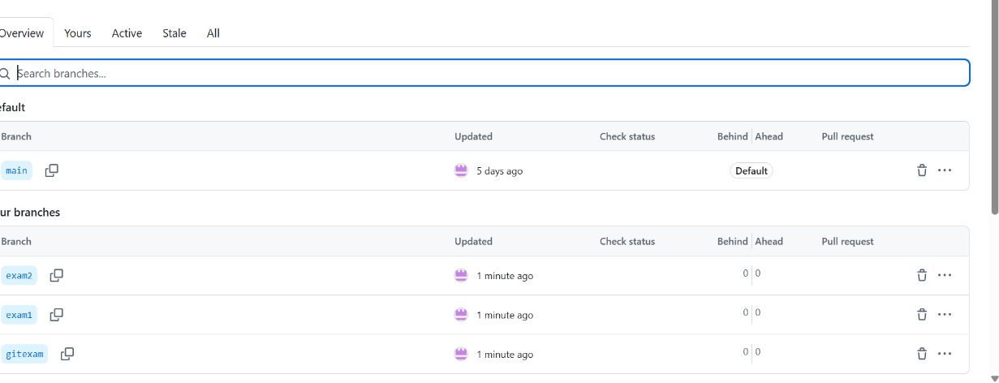 Overview Yours Active Stale All
Search branches...
efault
Branch Updated Check status Behind Ahead Pull request
main 5 days ago Default
ur branches
Branch Updated Check status Behind Ahead Pull request
exam2 1 minute ago 0 0
exam1 1 minute ago 0 0
gitexam 1 minute ago 0 0